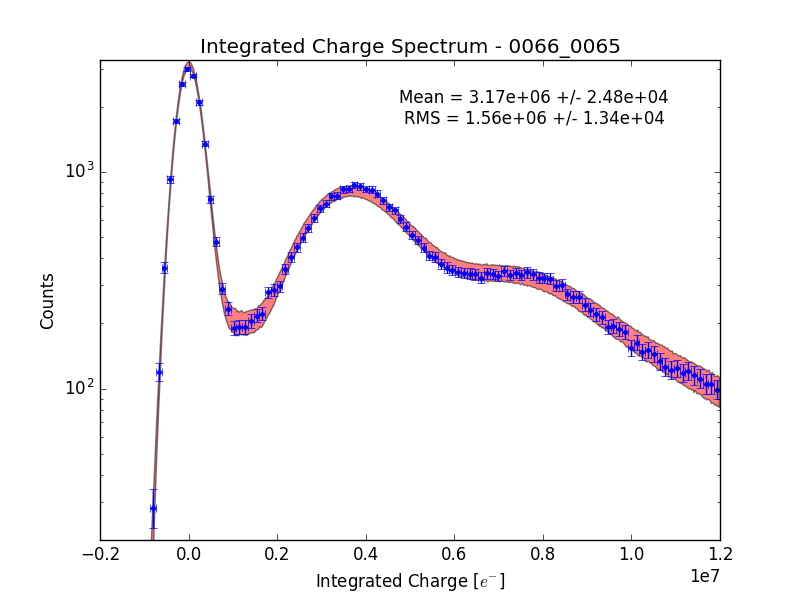 Integrated Charge Spectrum - 0066_0065
Mean = 3.17e+06 +/- 2.48e+04
RMS = 1.56e+06 +/- 1.34e+04
10³
10²
Counts
−0.2 0.0 0.2 0.4 0.6 0.8 1.0 1.2
1e7
Integrated Charge [e⁻]